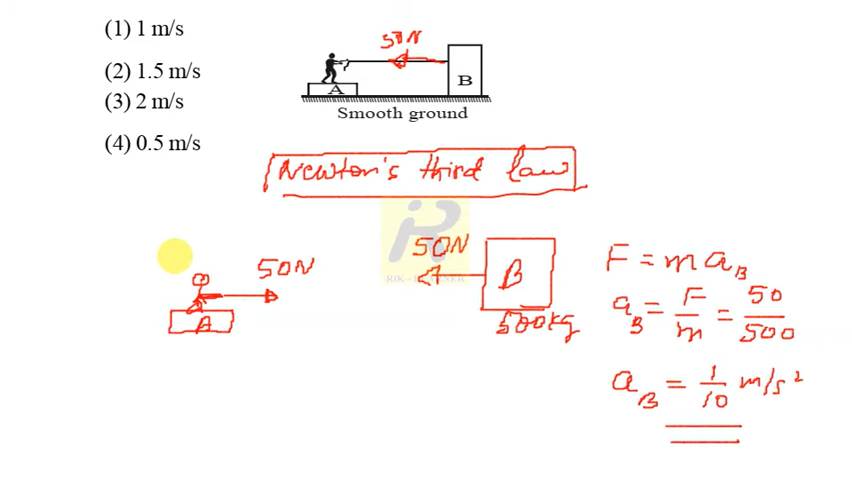 (1) 1 m/s
50N
(2) 1.5 m/s
A
B
(3) 2 m/s
Smooth ground
(4) 0.5 m/s
Newton's third law
50N
A
50N
B
500kg
F = m a_B
a_B = F/m = 50/500
a_B = 1/10 m/s²